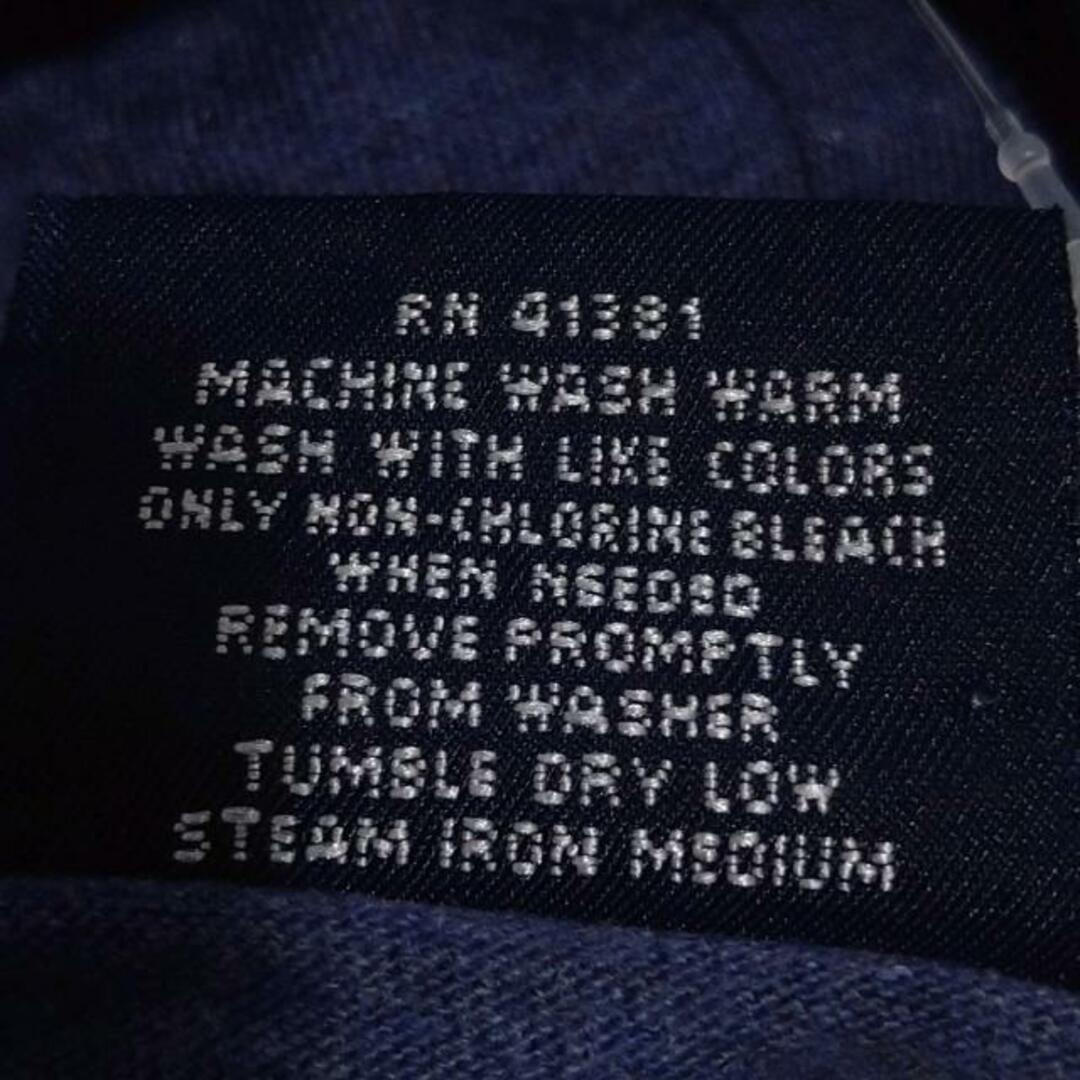 RN 41381
MACHINE WASH WARM
WASH WITH LIKE COLORS
ONLY NON-CHLORINE BLEACH
WHEN NEEDED
REMOVE PROMPTLY
FROM WASHER
TUMBLE DRY LOW
STEAM IRON MEDIUM